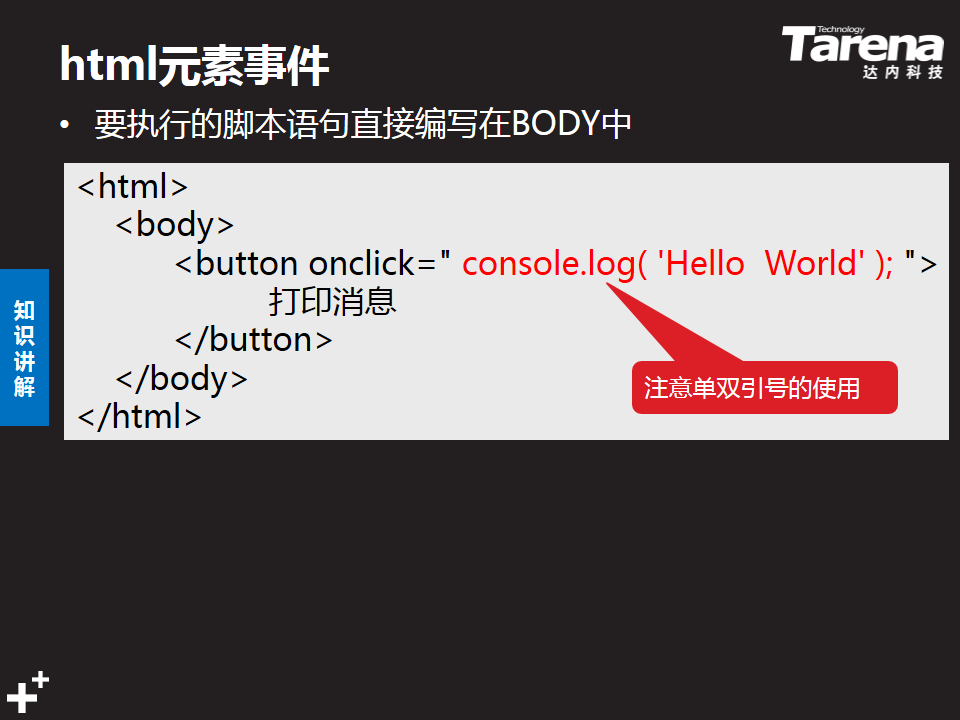 Technology
Tarena
达内科技
html元素事件
• 要执行的脚本语句直接编写在BODY中
<html>
<body>
<button onclick=" console.log( 'Hello  World' ); ">
打印消息
</button>
</body>
</html>
注意单双引号的使用
知识讲解